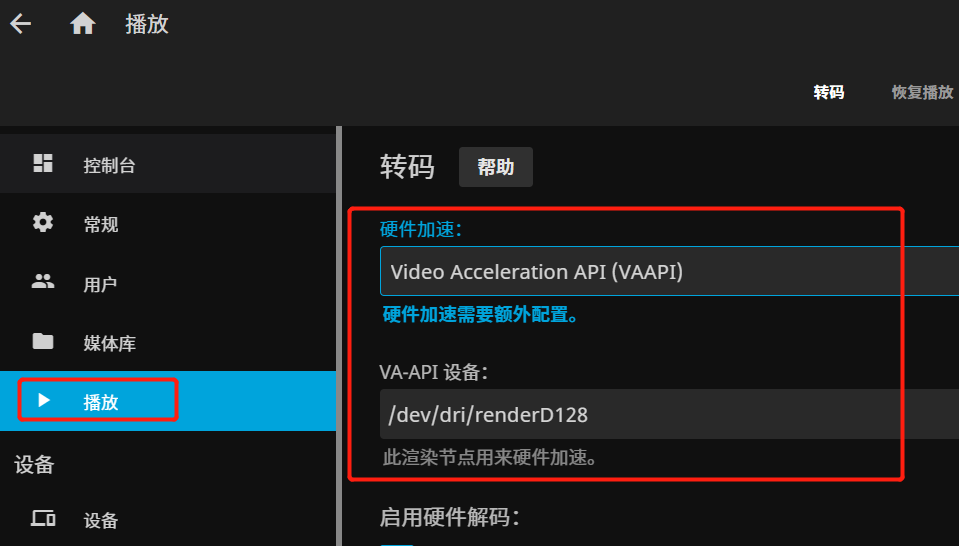 播放
转码
恢复播放
控制台
常规
用户
媒体库
播放
设备
设备
转码
帮助
硬件加速：
Video Acceleration API (VAAPI)
硬件加速需要额外配置。
VA-API 设备：
/dev/dri/renderD128
此渲染节点用来硬件加速。
启用硬件解码：